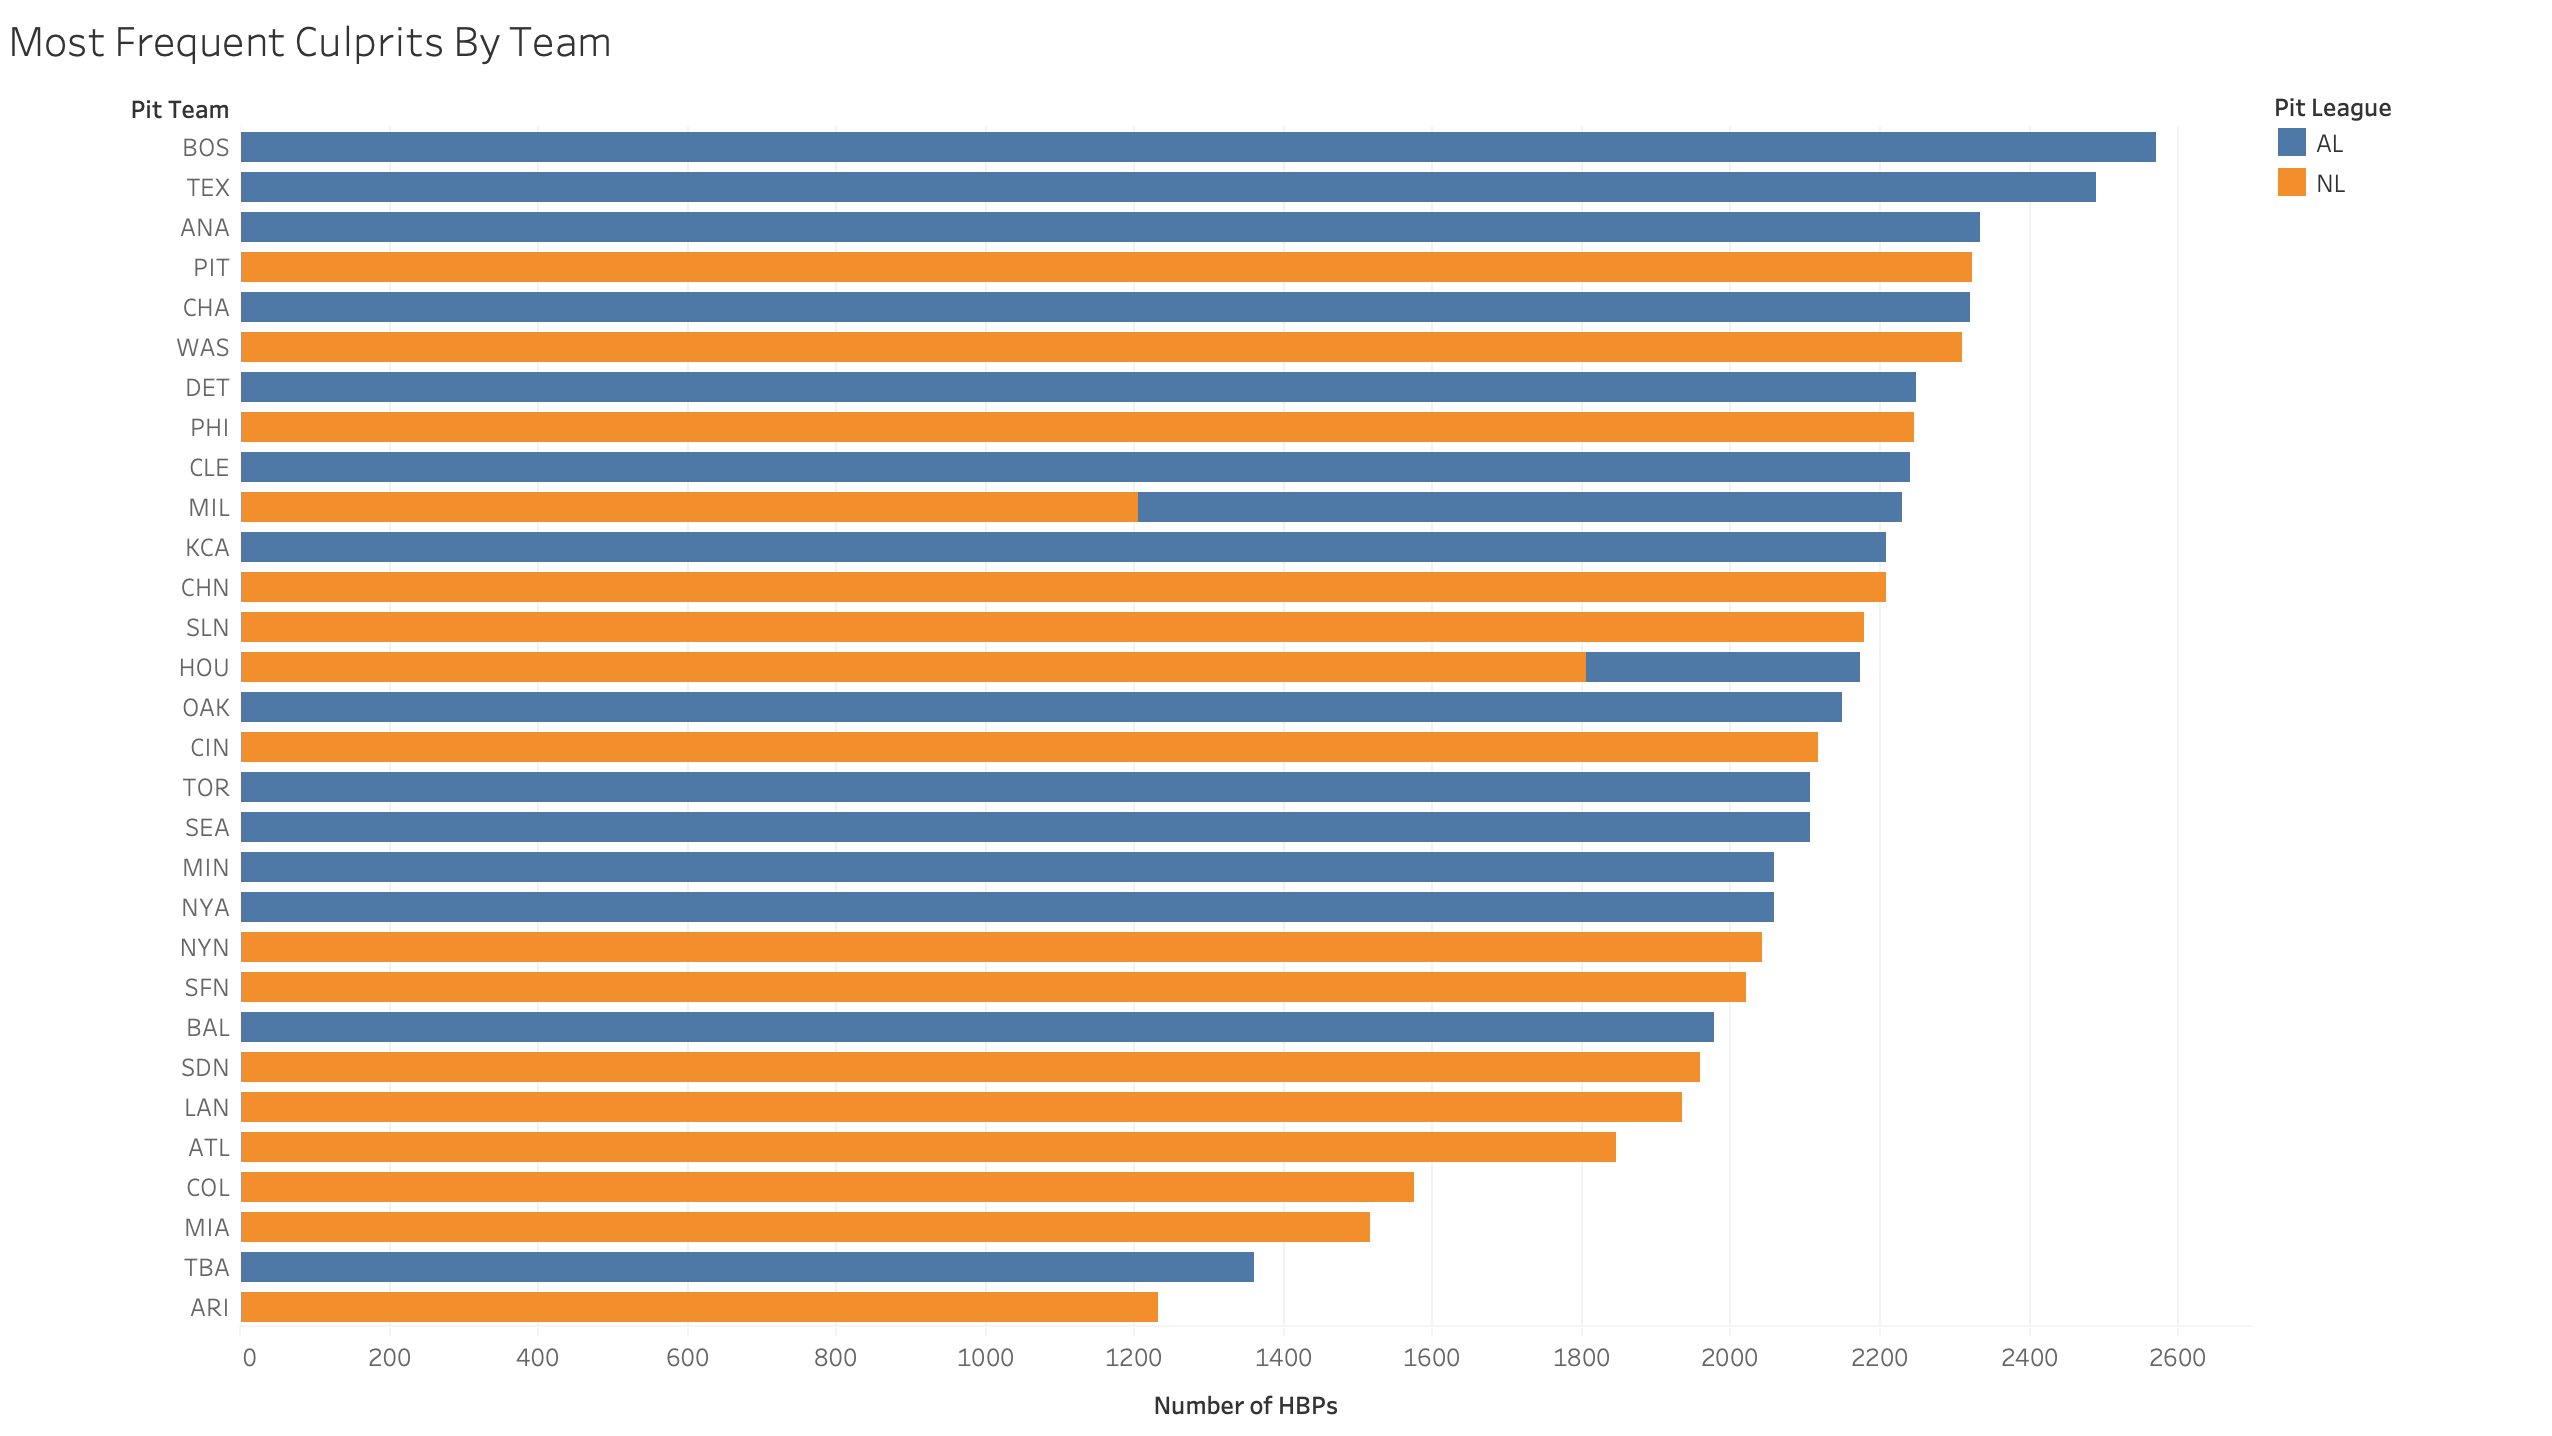 Most Frequent Culprits By Team
Pit Team
BOS
TEX
ANA
PIT
CHA
WAS
DET
PHI
CLE
MIL
KCA
CHN
SLN
HOU
OAK
CIN
TOR
SEA
MIN
NYA
NYN
SFN
BAL
SDN
LAN
ATL
COL
MIA
TBA
ARI
0 200 400 600 800 1000 1200 1400 1600 1800 2000 2200 2400 2600
Number of HBPs
Pit League
AL
NL